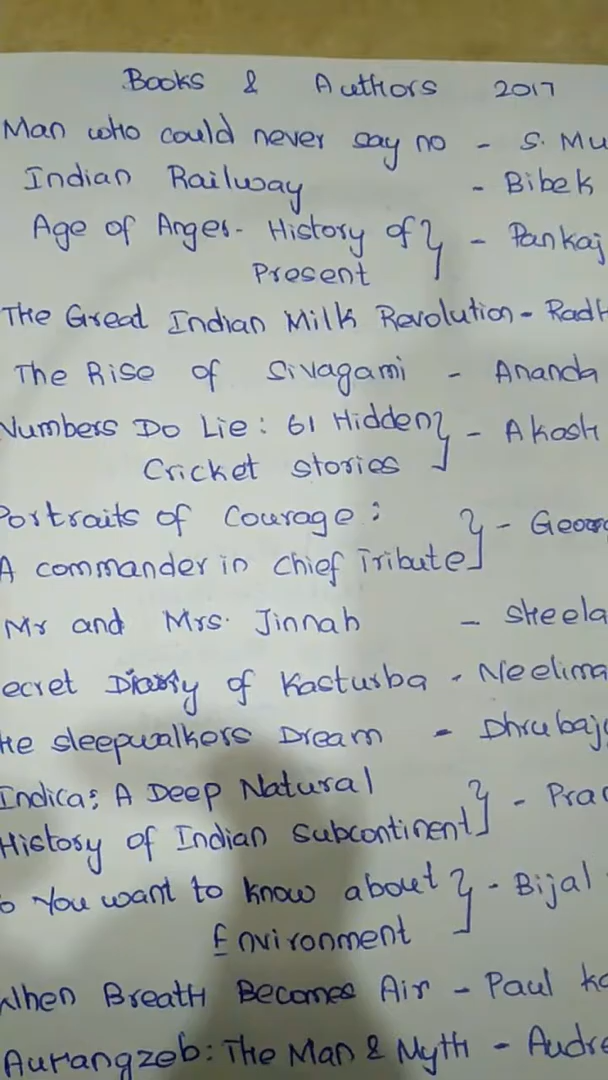 Books & Authors 2017
Man who could never say no - S. Mu
Indian Railway - Bibek
Age of Anger - History of } - Pankaj
Present
The Great Indian Milk Revolution - Radh
The Rise of Sivagami - Ananda
Numbers Do Lie: 61 Hidden } - Akash
Cricket stories
Portraits of Courage: } - Geor
A commander in chief Tribute
Mr and Mrs. Jinnah - Sheela
ecret Diary of Kasturba - Neelima
he sleepwalkers Dream - Dhrubaj
Indica: A Deep Natural } - Pra
History of Indian Subcontinent
o You want to know about } - Bijal
Environment
When Breath Becomes Air - Paul Ka
Aurangzeb: The Man & Myth - Audre